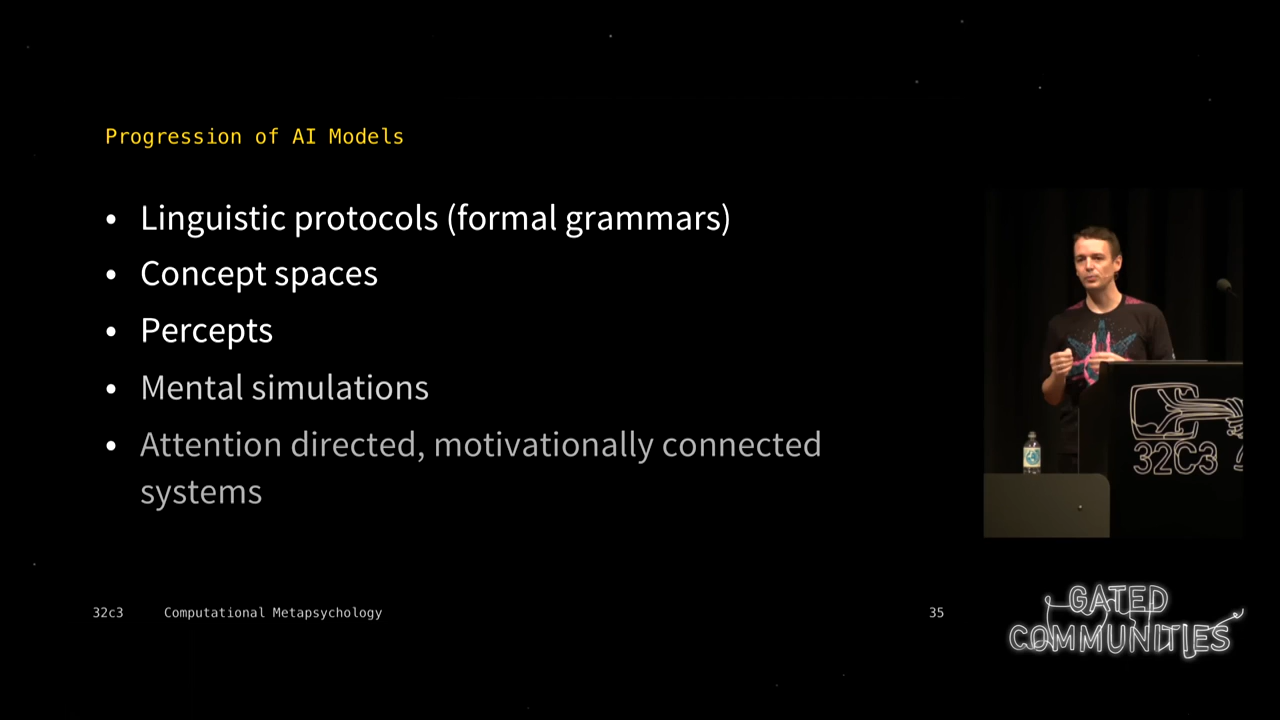 Progression of AI Models
• Linguistic protocols (formal grammars)
• Concept spaces
• Percepts
• Mental simulations
• Attention directed, motivationally connected
systems
32C3
32c3 Computational Metapsychology 35
GATED
COMMUNITIES